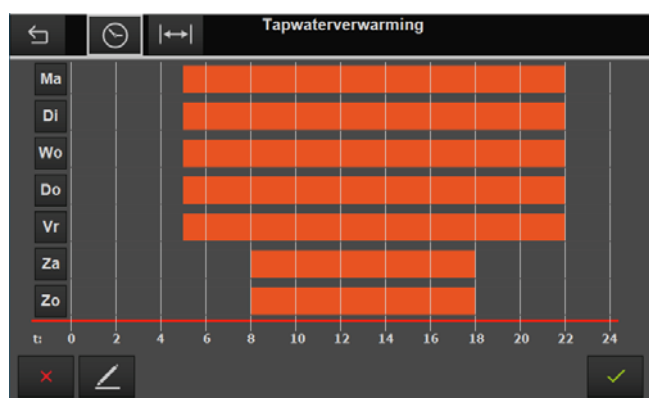 Tapwaterverwarming
Ma
Di
Wo
Do
Vr
Za
Zo
t: 0 2 4 6 8 10 12 14 16 18 20 22 24